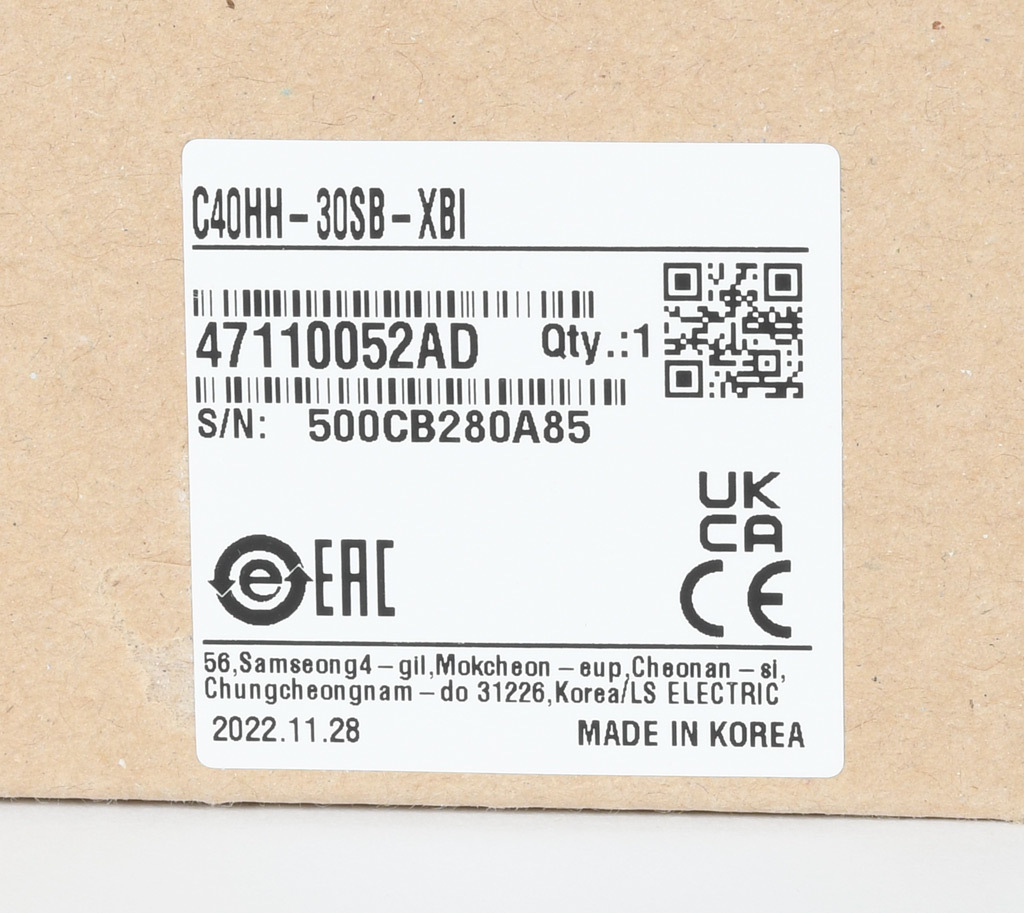 C40HH-30SB-XBI
47110052AD Qty.:1
S/N: 500CB280A85
UK
CA
e EAC
CE
56,Samseong4-gil,Mokcheon-eup,Cheonan-si,
Chungcheongnam-do 31226,Korea/LS ELECTRIC
2022.11.28 MADE IN KOREA